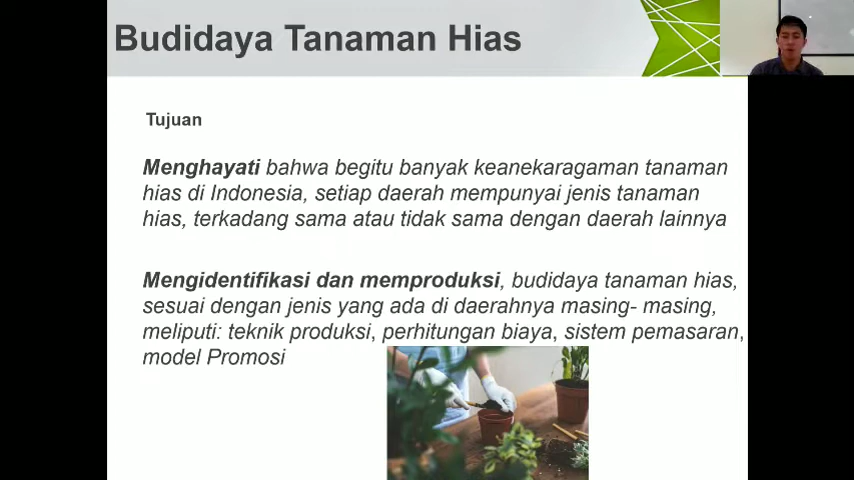 Budidaya Tanaman Hias
Tujuan
Menghayati bahwa begitu banyak keanekaragaman tanaman
hias di Indonesia, setiap daerah mempunyai jenis tanaman
hias, terkadang sama atau tidak sama dengan daerah lainnya
Mengidentifikasi dan memproduksi, budidaya tanaman hias,
sesuai dengan jenis yang ada di daerahnya masing- masing,
meliputi: teknik produksi, perhitungan biaya, sistem pemasaran,
model Promosi